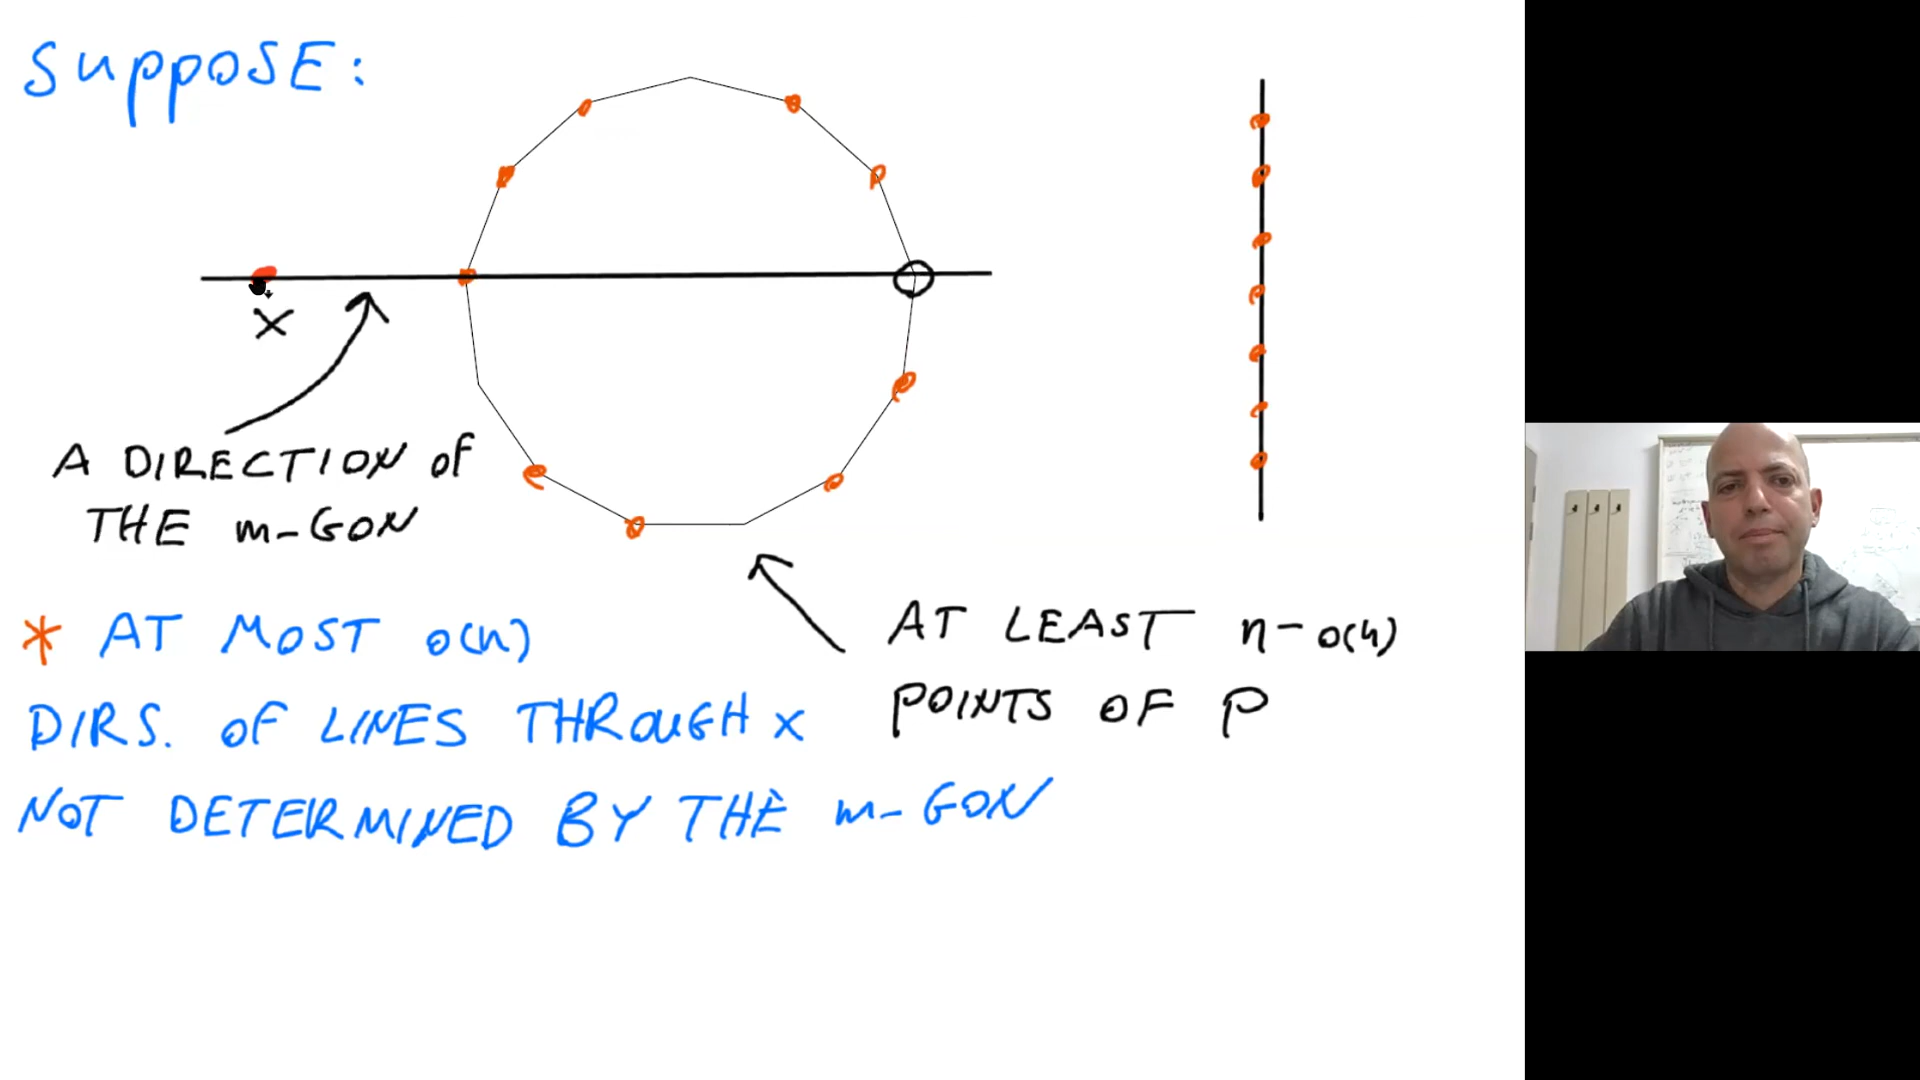 SUPPOSE:
X
A DIRECTION of
THE m-GON
* AT MOST o(n)
DIRS. of LINES THROUGH x
NOT DETERMINED BY THE m-GON
AT LEAST n-o(n)
POINTS OF P